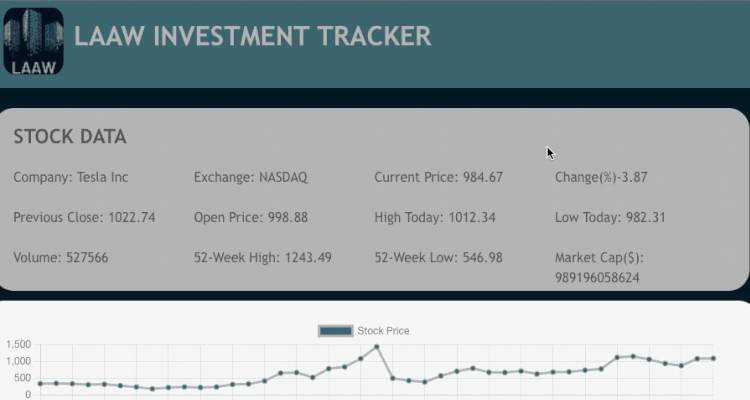 LAAW INVESTMENT TRACKER
LAAW
STOCK DATA
Company: Tesla Inc
Exchange: NASDAQ
Current Price: 984.67
Change(%)-3.87
Previous Close: 1022.74
Open Price: 998.88
High Today: 1012.34
Low Today: 982.31
Volume: 527566
52-Week High: 1243.49
52-Week Low: 546.98
Market Cap($):
989196058624
Stock Price
1,500
1,000
500
0